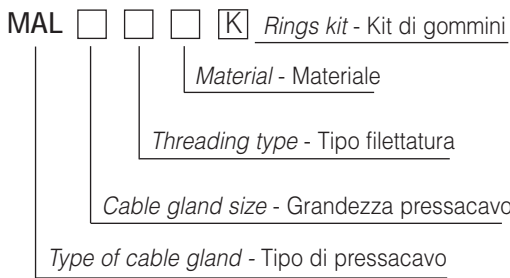 MAL K Rings kit - Kit di gommini
Material - Materiale
Threading type - Tipo filettatura
Cable gland size - Grandezza pressacavo
Type of cable gland - Tipo di pressacavo